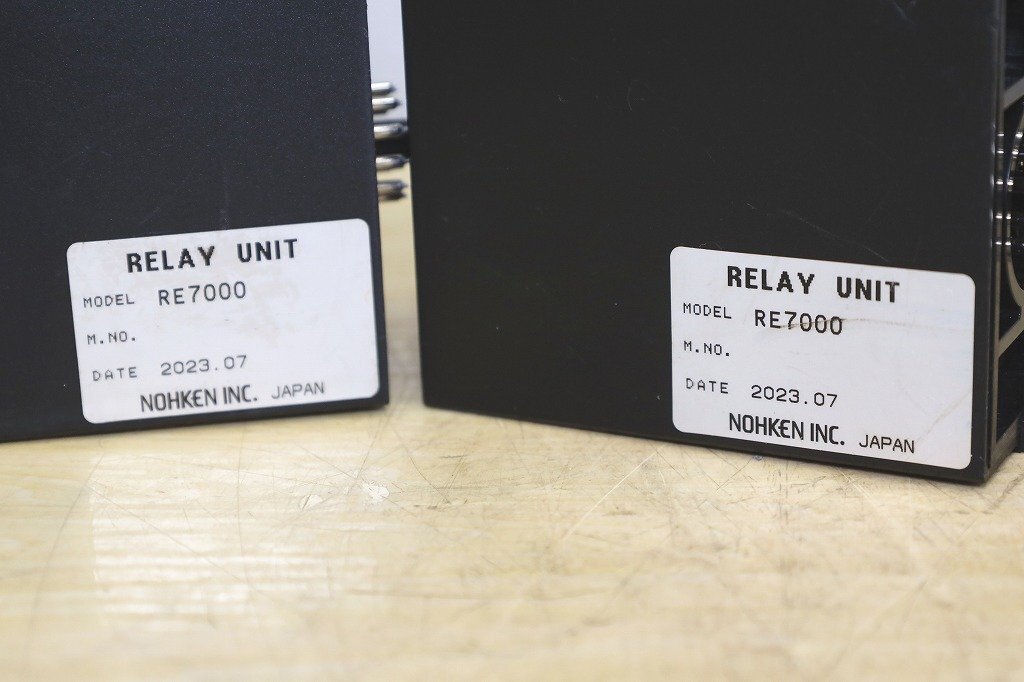 RELAY UNIT
MODEL RE7000
M.NO.
DATE 2023.07
NOHKEN INC. JAPAN
RELAY UNIT
MODEL RE7000
M.NO.
DATE 2023.07
NOHKEN INC. JAPAN